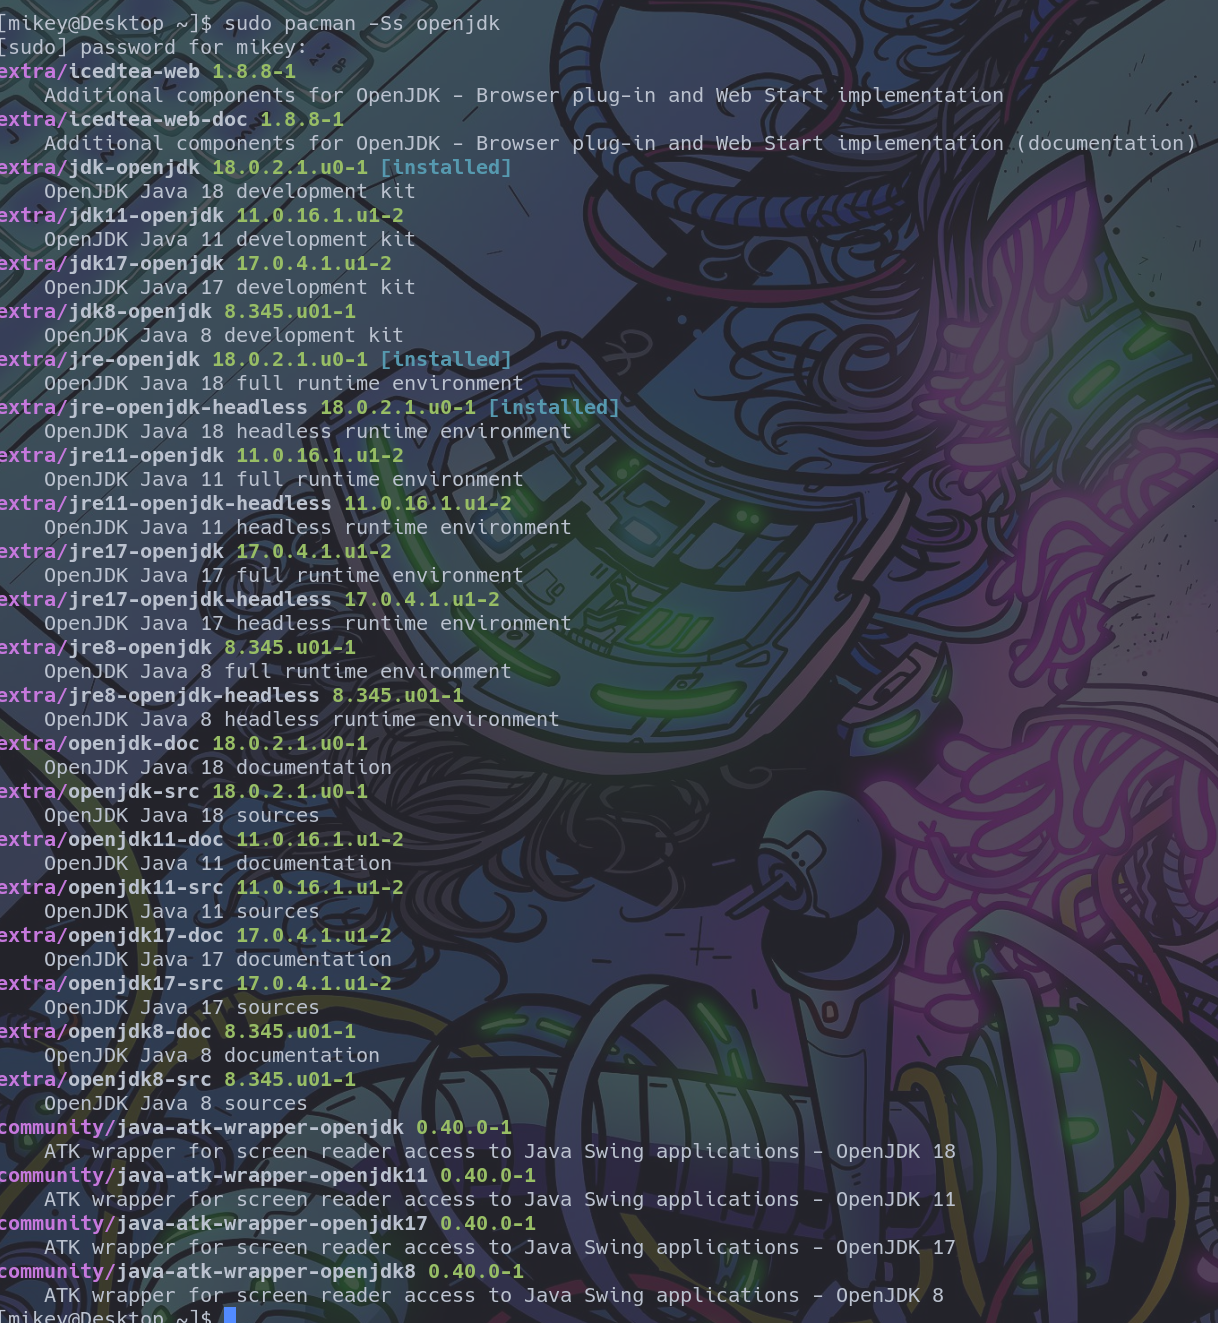 [mikey@Desktop ~]$ sudo pacman -Ss openjdk
[sudo] password for mikey:
extra/icedtea-web 1.8.8-1
    Additional components for OpenJDK - Browser plug-in and Web Start implementation
extra/icedtea-web-doc 1.8.8-1
    Additional components for OpenJDK - Browser plug-in and Web Start implementation (documentation)
extra/jdk-openjdk 18.0.2.1.u0-1 [installed]
    OpenJDK Java 18 development kit
extra/jdk11-openjdk 11.0.16.1.u1-2
    OpenJDK Java 11 development kit
extra/jdk17-openjdk 17.0.4.1.u1-2
    OpenJDK Java 17 development kit
extra/jdk8-openjdk 8.345.u01-1
    OpenJDK Java 8 development kit
extra/jre-openjdk 18.0.2.1.u0-1 [installed]
    OpenJDK Java 18 full runtime environment
extra/jre-openjdk-headless 18.0.2.1.u0-1 [installed]
    OpenJDK Java 18 headless runtime environment
extra/jre11-openjdk 11.0.16.1.u1-2
    OpenJDK Java 11 full runtime environment
extra/jre11-openjdk-headless 11.0.16.1.u1-2
    OpenJDK Java 11 headless runtime environment
extra/jre17-openjdk 17.0.4.1.u1-2
    OpenJDK Java 17 full runtime environment
extra/jre17-openjdk-headless 17.0.4.1.u1-2
    OpenJDK Java 17 headless runtime environment
extra/jre8-openjdk 8.345.u01-1
    OpenJDK Java 8 full runtime environment
extra/jre8-openjdk-headless 8.345.u01-1
    OpenJDK Java 8 headless runtime environment
extra/openjdk-doc 18.0.2.1.u0-1
    OpenJDK Java 18 documentation
extra/openjdk-src 18.0.2.1.u0-1
    OpenJDK Java 18 sources
extra/openjdk11-doc 11.0.16.1.u1-2
    OpenJDK Java 11 documentation
extra/openjdk11-src 11.0.16.1.u1-2
    OpenJDK Java 11 sources
extra/openjdk17-doc 17.0.4.1.u1-2
    OpenJDK Java 17 documentation
extra/openjdk17-src 17.0.4.1.u1-2
    OpenJDK Java 17 sources
extra/openjdk8-doc 8.345.u01-1
    OpenJDK Java 8 documentation
extra/openjdk8-src 8.345.u01-1
    OpenJDK Java 8 sources
community/java-atk-wrapper-openjdk 0.40.0-1
    ATK wrapper for screen reader access to Java Swing applications - OpenJDK 18
community/java-atk-wrapper-openjdk11 0.40.0-1
    ATK wrapper for screen reader access to Java Swing applications - OpenJDK 11
community/java-atk-wrapper-openjdk17 0.40.0-1
    ATK wrapper for screen reader access to Java Swing applications - OpenJDK 17
community/java-atk-wrapper-openjdk8 0.40.0-1
    ATK wrapper for screen reader access to Java Swing applications - OpenJDK 8
[mikey@Desktop ~]$